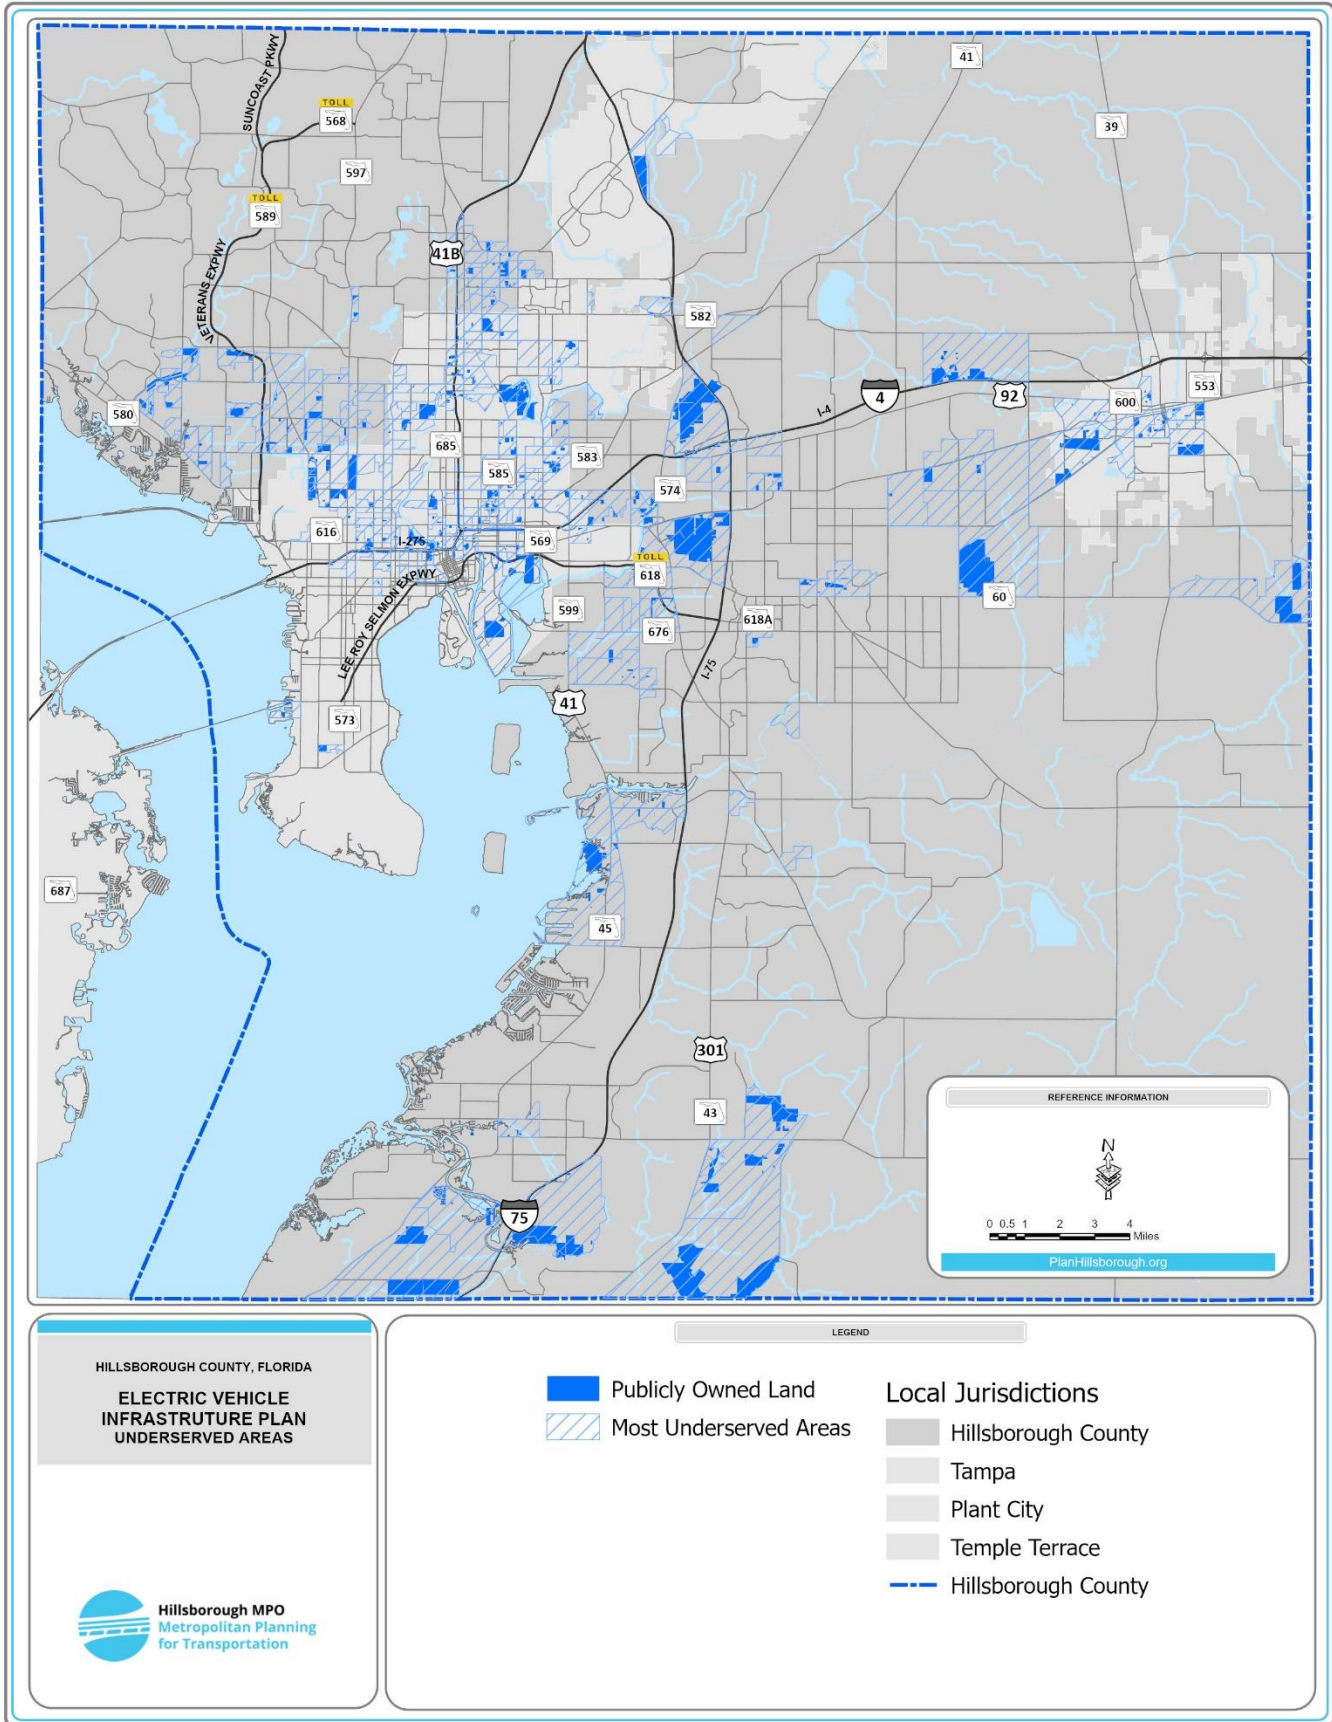 41
SUNCOAST PKWY
TOLL
568
39
597
TOLL
589
41B
VETERANS EXPWY
582
4
92
553
600
580
I-4
685
583
585
574
616
I-275
569
TOLL
618
LEE ROY SELMON EXPWY
599
60
676
618A
I-75
41
573
687
45
301
43
75
REFERENCE INFORMATION
N
0 0.5 1 2 3 4
Miles
PlanHillsborough.org
HILLSBOROUGH COUNTY, FLORIDA
ELECTRIC VEHICLE
INFRASTRUTURE PLAN
UNDERSERVED AREAS
Hillsborough MPO
Metropolitan Planning
for Transportation
LEGEND
Publicly Owned Land
Most Underserved Areas
Local Jurisdictions
Hillsborough County
Tampa
Plant City
Temple Terrace
Hillsborough County